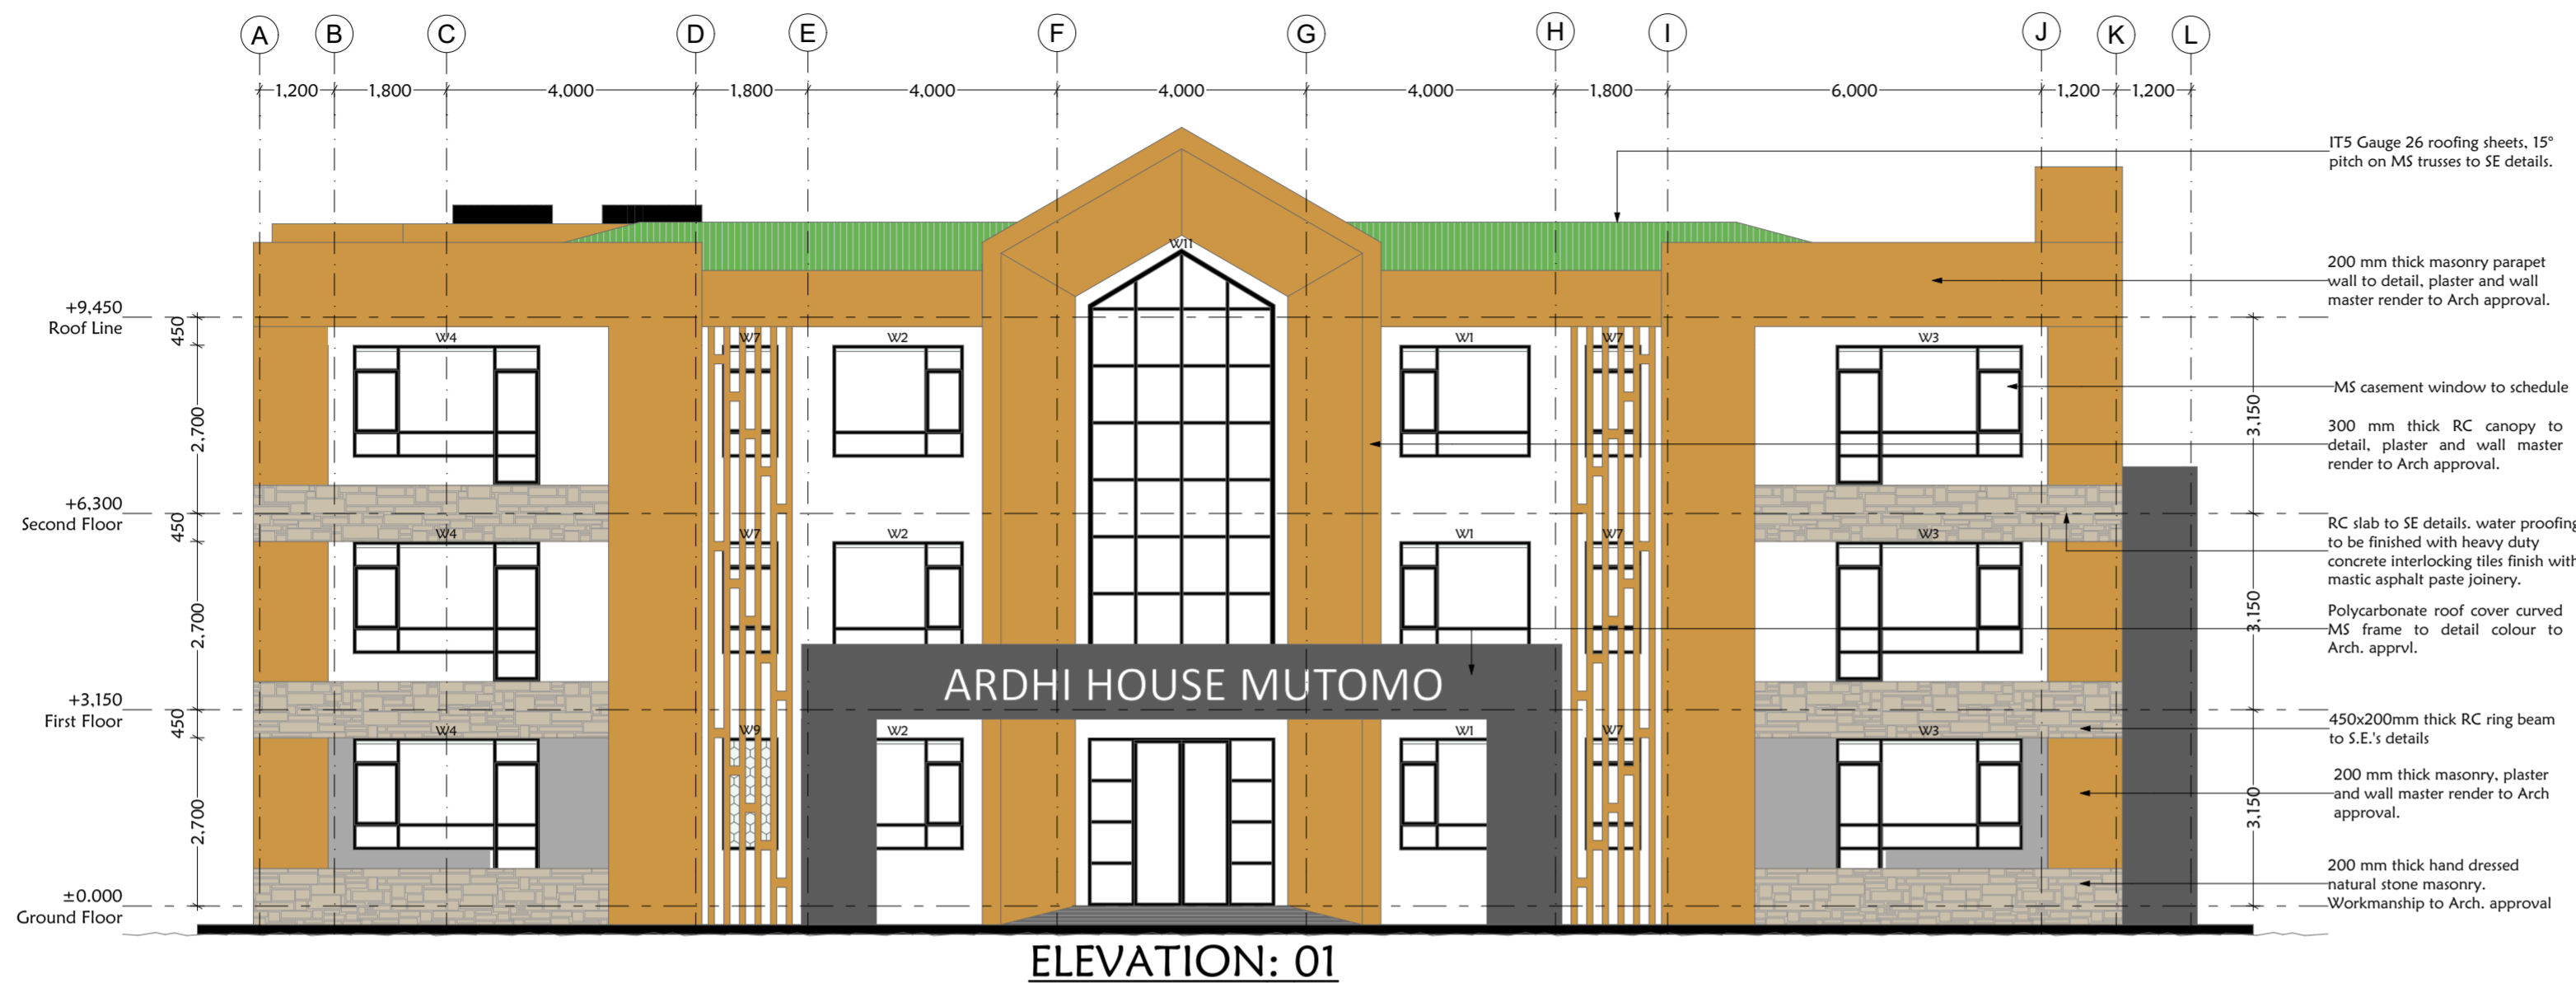 A B C D E F G H I J K L
1,200 1,800 4,000 1,800 4,000 4,000 4,000 1,800 6,000 1,200 1,200
IT5 Gauge 26 roofing sheets, 15°
pitch on MS trusses to SE details.
W11
200 mm thick masonry parapet
wall to detail, plaster and wall
master render to Arch approval.
+9,450
Roof Line
450
W4 W7 W2 W1 W7 W3
MS casement window to schedule
2,700
3,150
300 mm thick RC canopy to
detail, plaster and wall master
render to Arch approval.
+6,300
Second Floor
450
W4 W7 W2 W1 W7 W3
RC slab to SE details. water proofing
to be finished with heavy duty
concrete interlocking tiles finish with
mastic asphalt paste joinery.
2,700
3,150
Polycarbonate roof cover curved
MS frame to detail colour to
Arch. apprvl.
ARDHI HOUSE MUTOMO
+3,150
First Floor
450
W4 W9 W2 W1 W7 W3
450x200mm thick RC ring beam
to S.E.'s details
2,700
3,150
200 mm thick masonry, plaster
and wall master render to Arch
approval.
200 mm thick hand dressed
natural stone masonry.
Workmanship to Arch. approval
±0.000
Ground Floor
ELEVATION: 01